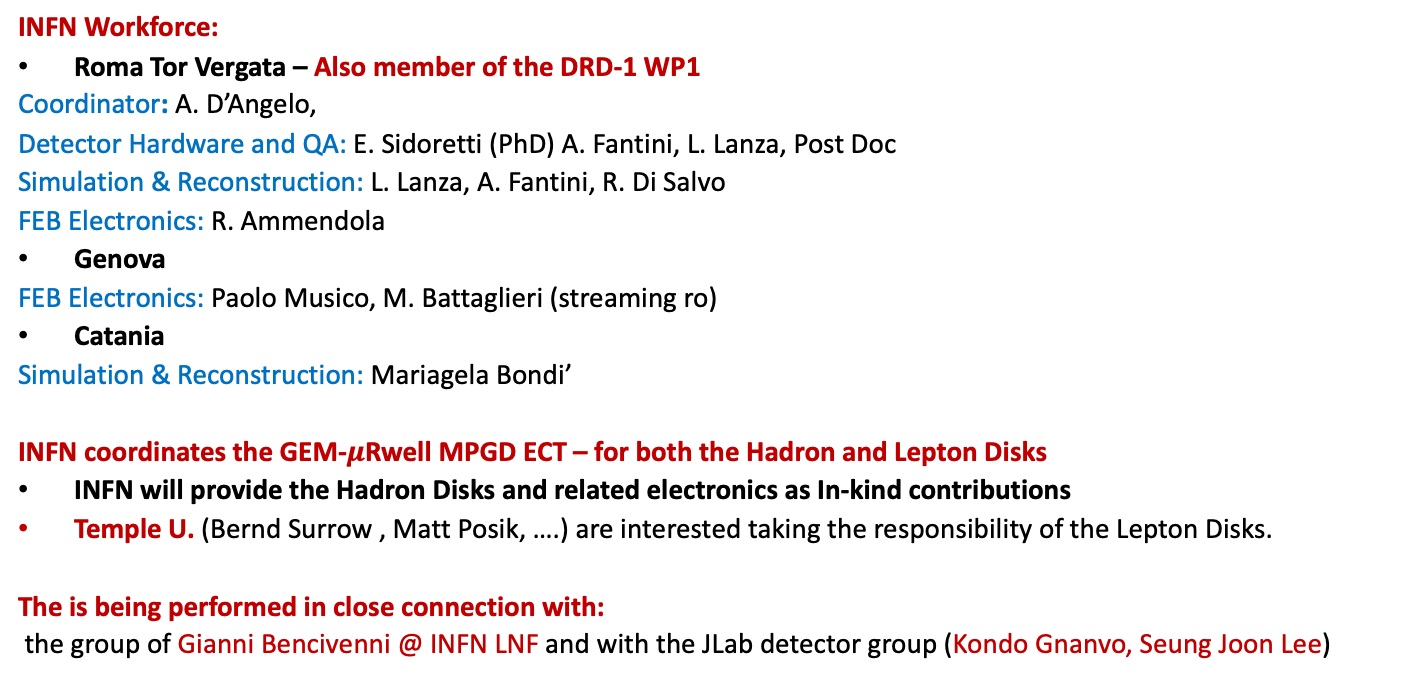 INFN Workforce:
• Roma Tor Vergata – Also member of the DRD-1 WP1
Coordinator: A. D’Angelo,
Detector Hardware and QA: E. Sidoretti (PhD) A. Fantini, L. Lanza, Post Doc
Simulation & Reconstruction: L. Lanza, A. Fantini, R. Di Salvo
FEB Electronics: R. Ammendola
• Genova
FEB Electronics: Paolo Musico, M. Battaglieri (streaming ro)
• Catania
Simulation & Reconstruction: Mariagela Bondi’
INFN coordinates the GEM-𝝁Rwell MPGD ECT – for both the Hadron and Lepton Disks
• INFN will provide the Hadron Disks and related electronics as In-kind contributions
• Temple U. (Bernd Surrow , Matt Posik, ….) are interested taking the responsibility of the Lepton Disks.
The is being performed in close connection with:
the group of Gianni Bencivenni @ INFN LNF and with the JLab detector group (Kondo Gnanvo, Seung Joon Lee)